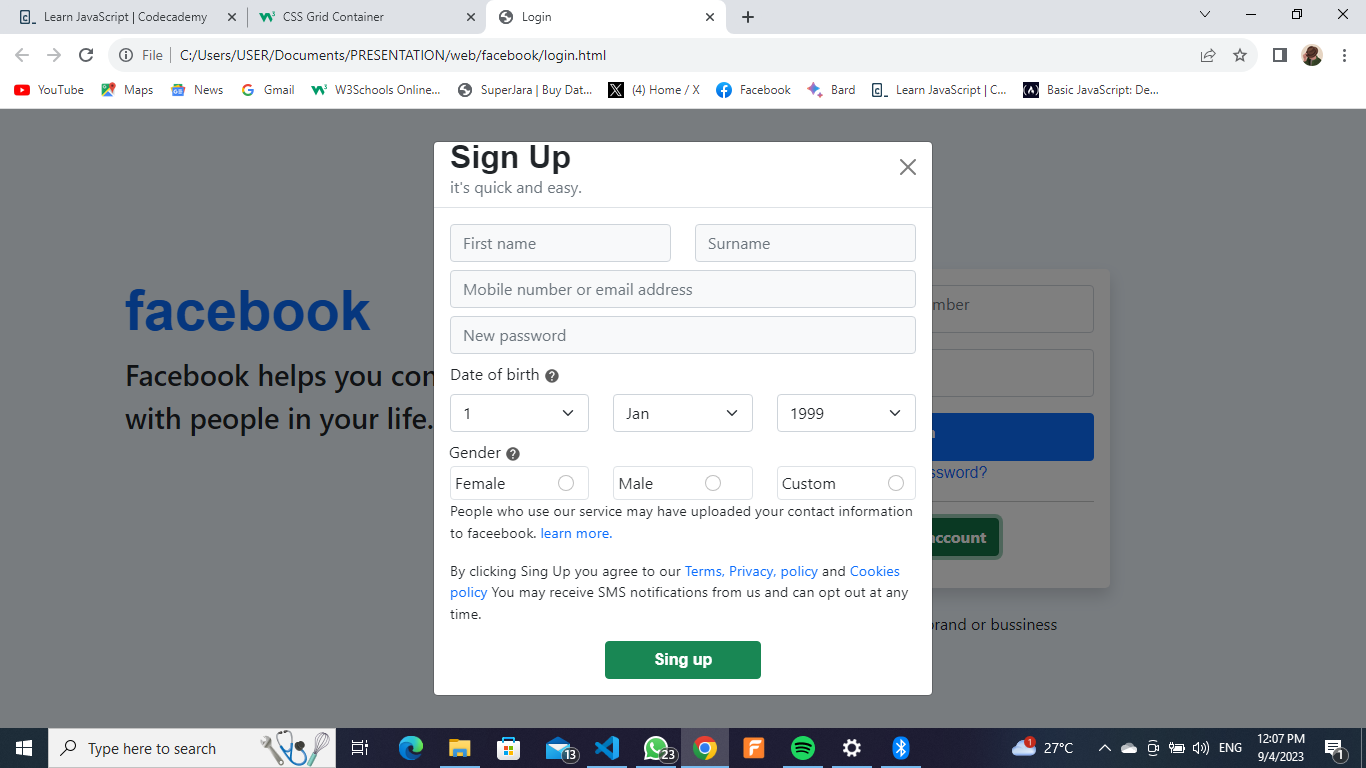 Learn JavaScript | Codecademy
CSS Grid Container
Login
File
C:/Users/USER/Documents/PRESENTATION/web/facebook/login.html
YouTube
Maps
News
Gmail
W3Schools Online...
SuperJara | Buy Dat...
(4) Home / X
Facebook
Bard
Learn JavaScript | C...
Basic JavaScript: De...
Sign Up
it's quick and easy.
First name
Surname
Mobile number or email address
New password
Date of birth
1
Jan
1999
Gender
Female
Male
Custom
People who use our service may have uploaded your contact information
to faceebook. learn more.
By clicking Sing Up you agree to our Terms, Privacy, policy and Cookies
policy You may receive SMS notifications from us and can opt out at any
time.
Sing up
facebook
Facebook helps you con
with people in your life.
mber
ssword?
account
brand or bussiness
Type here to search
13
23
1
27°C
ENG
12:07 PM
9/4/2023
1